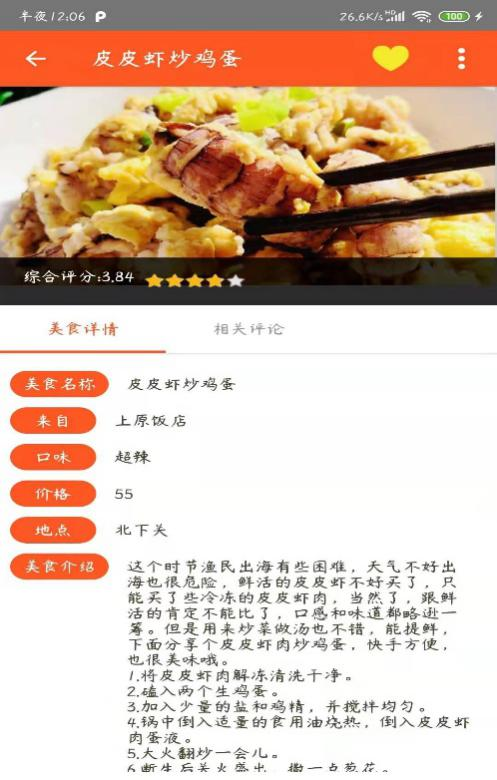 半夜12:06 P 26.6K/s HD 100
皮皮虾炒鸡蛋
综合评分:3.84
美食详情 相关评论
美食名称 皮皮虾炒鸡蛋
来自 上原饭店
口味 超辣
价格 55
地点 北下关
美食介绍 这个时节渔民出海有些困难，天气不好出
海也很危险，鲜活的皮皮虾不好买了，只
能买了些冷冻的皮皮虾肉，当然了，跟鲜
活的肯定不能比了，口感和味道都略逊一
筹。但是用来炒菜做汤也不错，能提鲜，
下面分享个皮皮虾肉炒鸡蛋，快手方便，
也很美味哦。
1.将皮皮虾肉解冻清洗干净。
2.磕入两个生鸡蛋。
3.加入少量的盐和鸡精，并搅拌均匀。
4.锅中倒入适量的食用油烧热，倒入皮皮虾
肉蛋液。
5.大火翻炒一会儿。
6.断生后关火盛出，撒一点葱花。